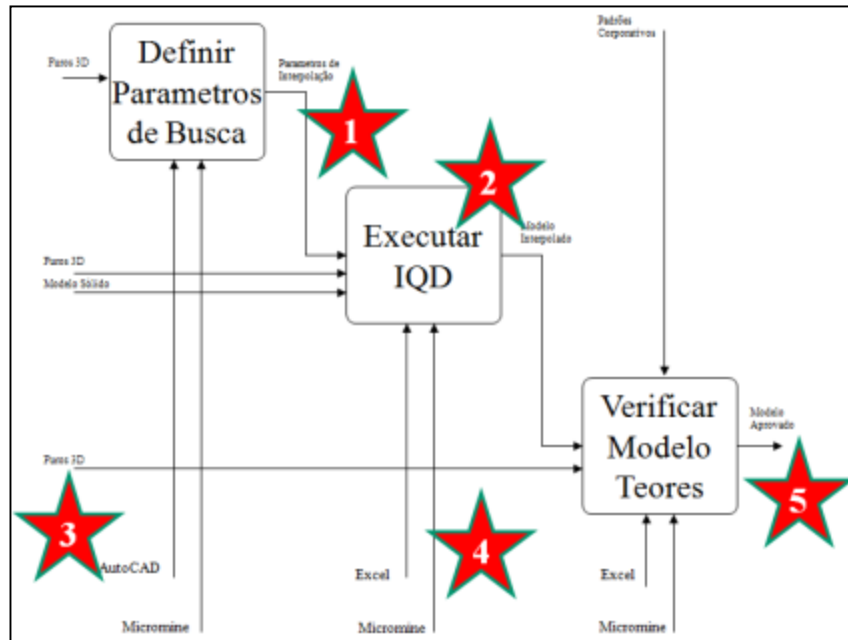 Definir
Parametros
de Busca
Furos 3D
Parametros de
Interpolação
1
Padrões
Corporativos
2
Executar
IQD
Modelo
Interpolado
Furos 3D
Modelo Sólido
Verificar
Modelo
Teores
Modelo
Aprovado
Furos 3D
3
4
5
AutoCAD
Excel
Excel
Micromine
Micromine
Micromine